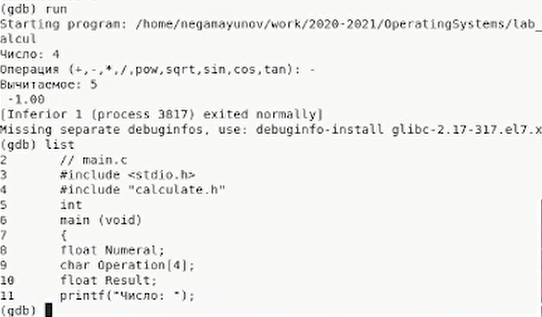 (gdb) run
Starting program: /home/negamayunov/work/2020-2021/OperatingSystems/lab_
alcul
Число: 4
Операция (+,-,*,/,pow,sqrt,sin,cos,tan): -
Вычитаемое: 5
 -1.00
[Inferior 1 (process 3817) exited normally]
Missing separate debuginfos, use: debuginfo-install glibc-2.17-317.el7.x
(gdb) list
2       // main.c
3       #include <stdio.h>
4       #include "calculate.h"
5       int
6       main (void)
7       {
8       float Numeral;
9       char Operation[4];
10      float Result;
11      printf("Число: ");
(gdb)